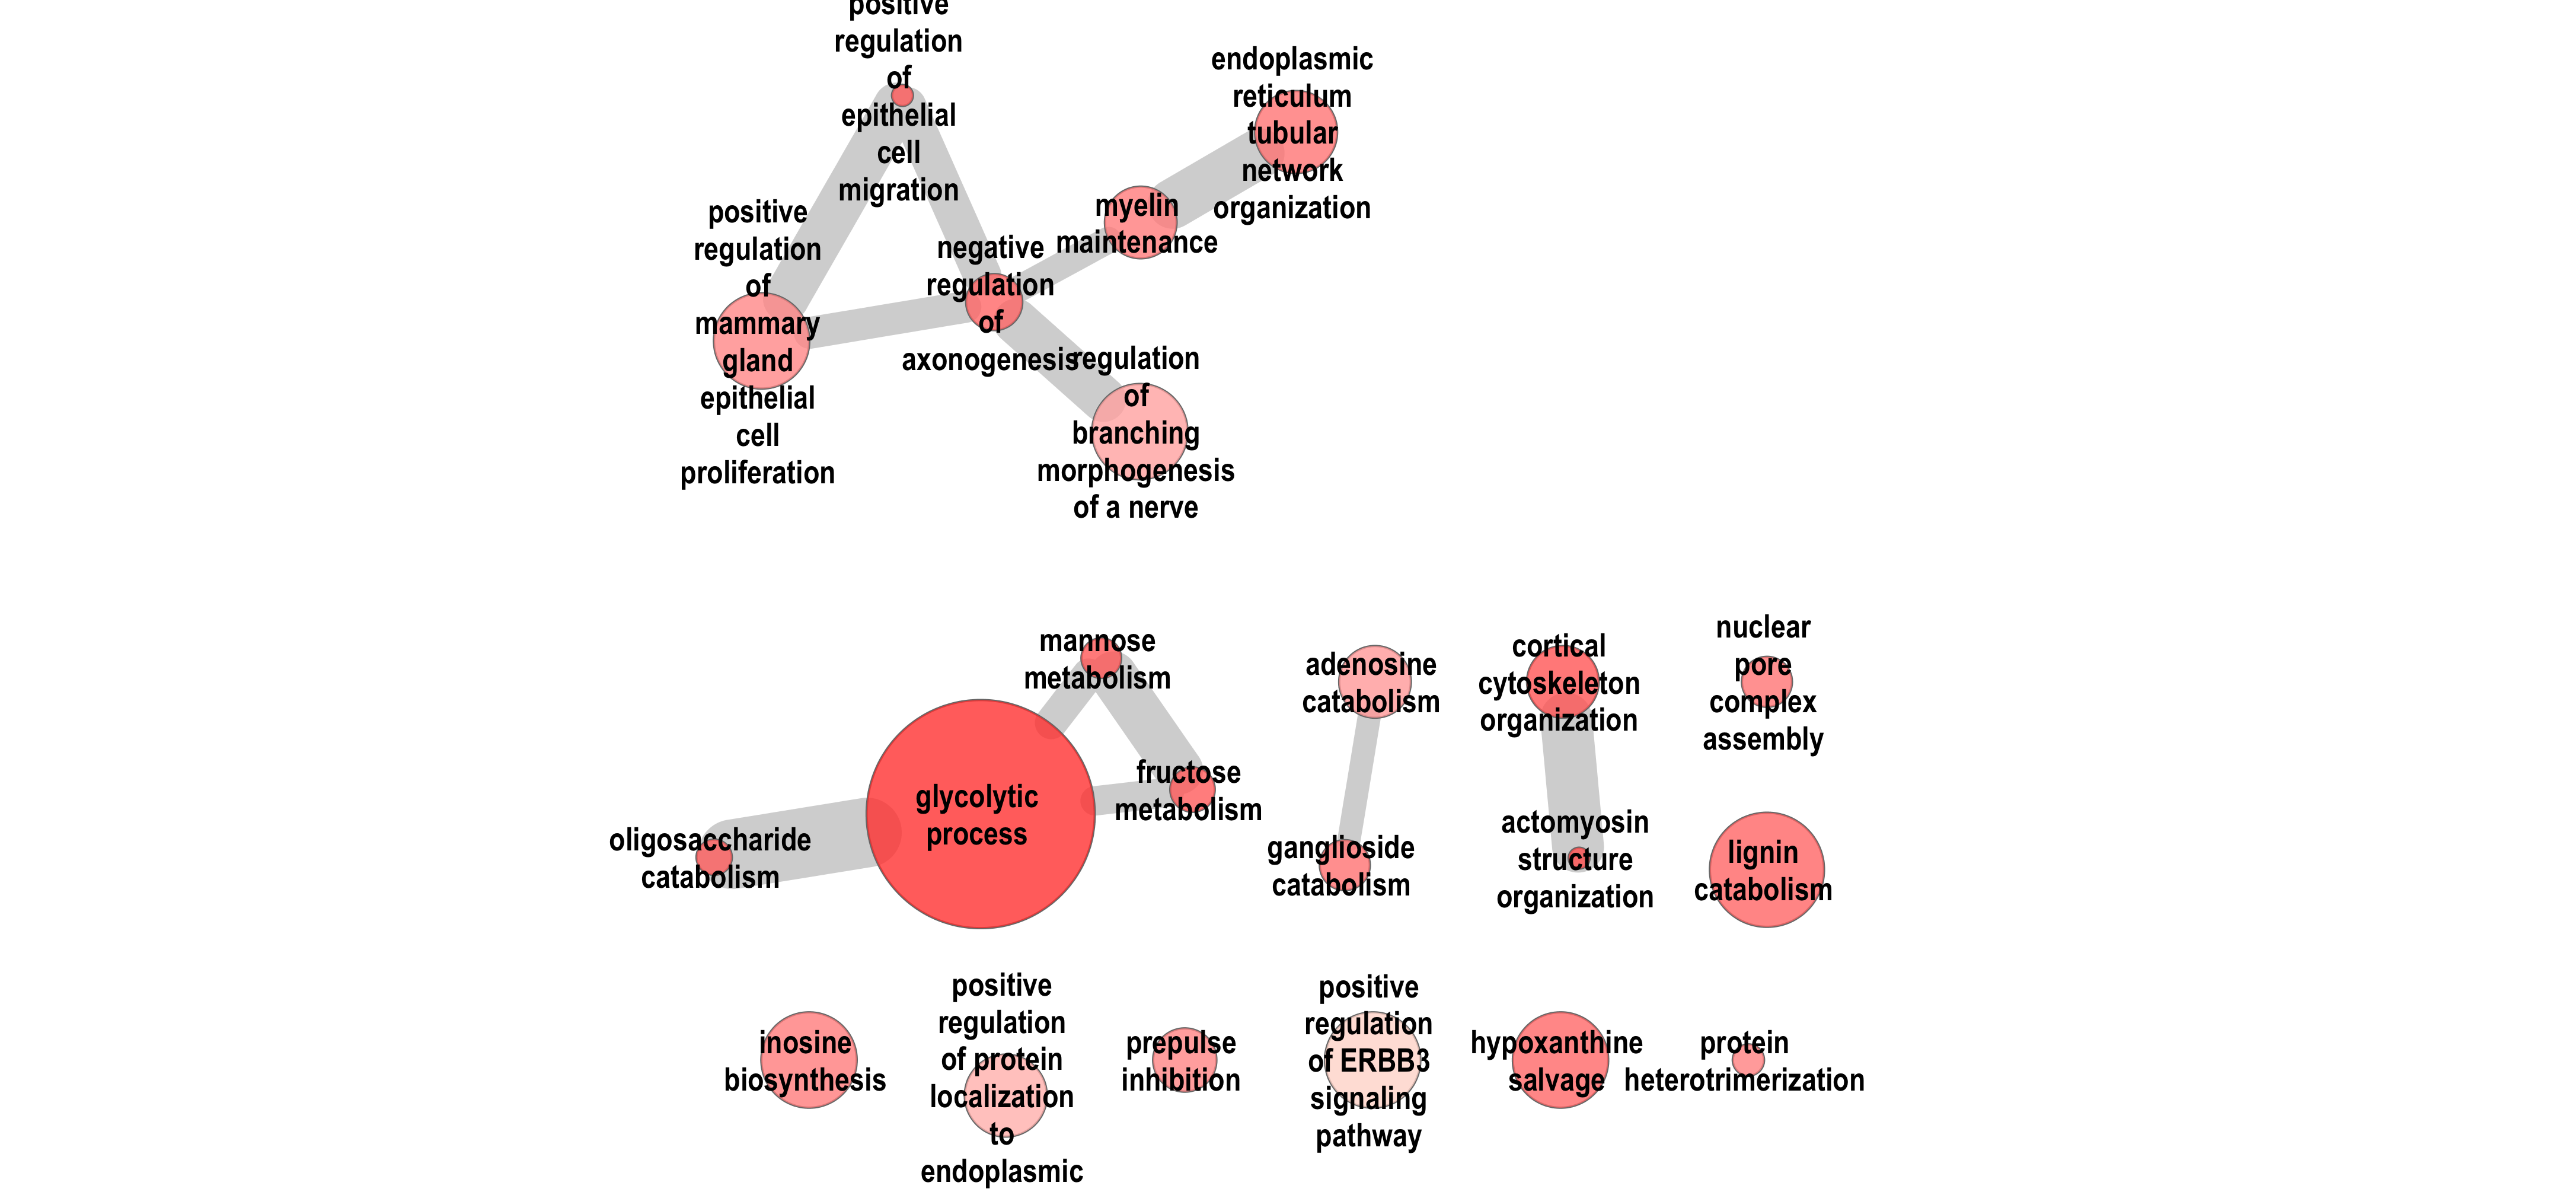 positive
regulation
of
epithelial
cell
migration
endoplasmic
reticulum
tubular
network
organization
myelin
maintenance
positive
regulation
of
mammary
gland
epithelial
cell
proliferation
negative
regulation
of
axonogenesis
regulation
of
branching
morphogenesis
of a nerve
mannose
metabolism
glycolytic
process
fructose
metabolism
oligosaccharide
catabolism
adenosine
catabolism
ganglioside
catabolism
cortical
cytoskeleton
organization
actomyosin
structure
organization
nuclear
pore
complex
assembly
lignin
catabolism
inosine
biosynthesis
positive
regulation
of protein
localization
to
endoplasmic
prepulse
inhibition
positive
regulation
of ERBB3
signaling
pathway
hypoxanthine
salvage
protein
heterotrimerization